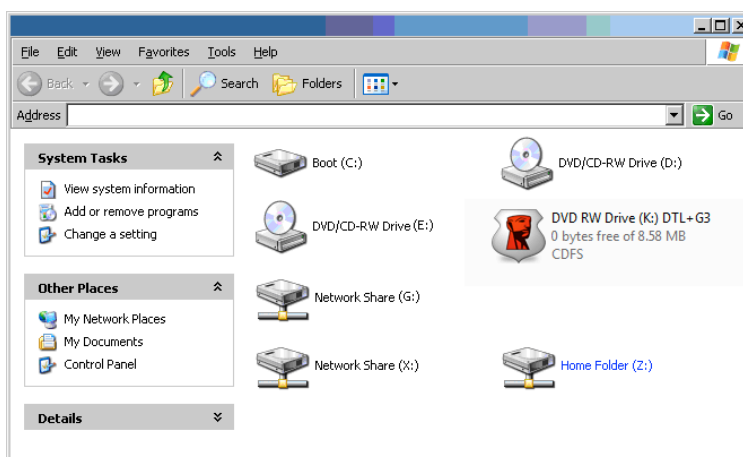 File Edit View Favorites Tools Help
Back Search Folders
Address Go
System Tasks
View system information
Add or remove programs
Change a setting
Other Places
My Network Places
My Documents
Control Panel
Details
Boot (C:)
DVD/CD-RW Drive (D:)
DVD/CD-RW Drive (E:)
DVD RW Drive (K:) DTL+G3
0 bytes free of 8.58 MB
CDFS
Network Share (G:)
Network Share (X:)
Home Folder (Z:)